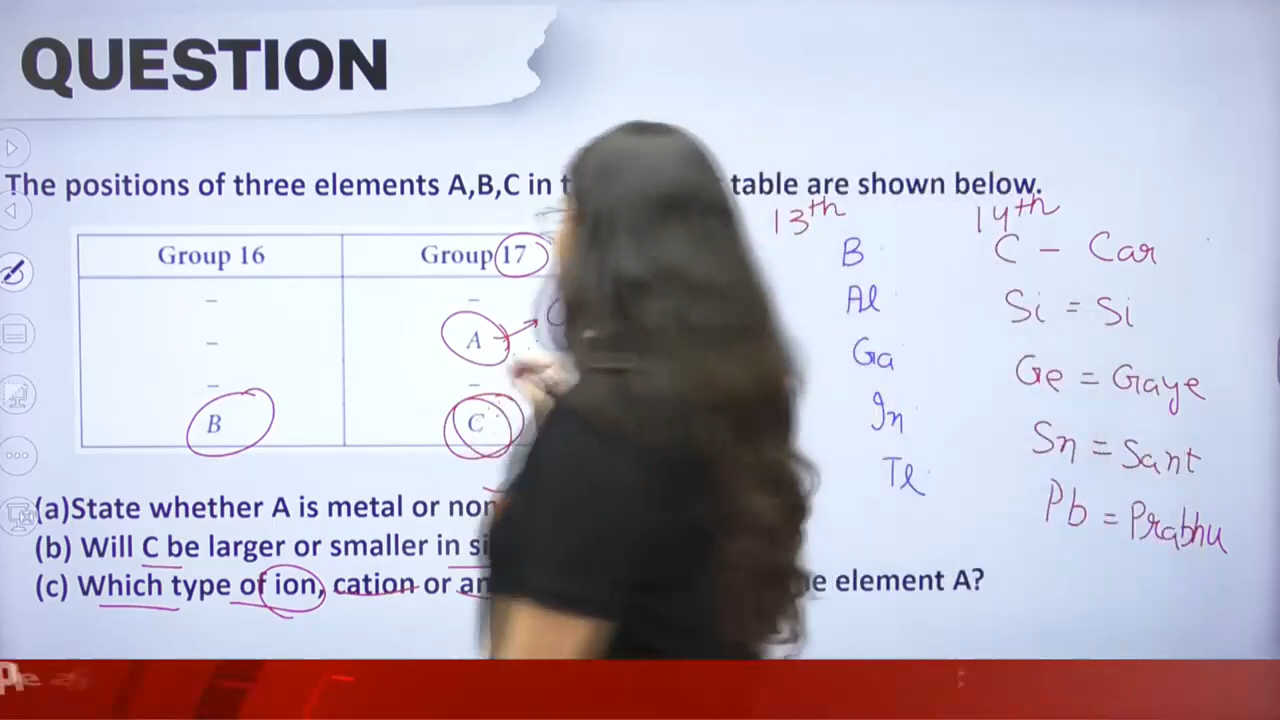 QUESTION
The positions of three elements A,B,C in table are shown below.
Group 16 Group 17
A
B C
13th
B
Al
Ga
In
Tl
14th
C - Car
Si = Si
Ge = Gaye
Sn = Sant
Pb = Prabhu
(a)State whether A is metal or non
(b) Will C be larger or smaller in
(c) Which type of ion, cation or element A?